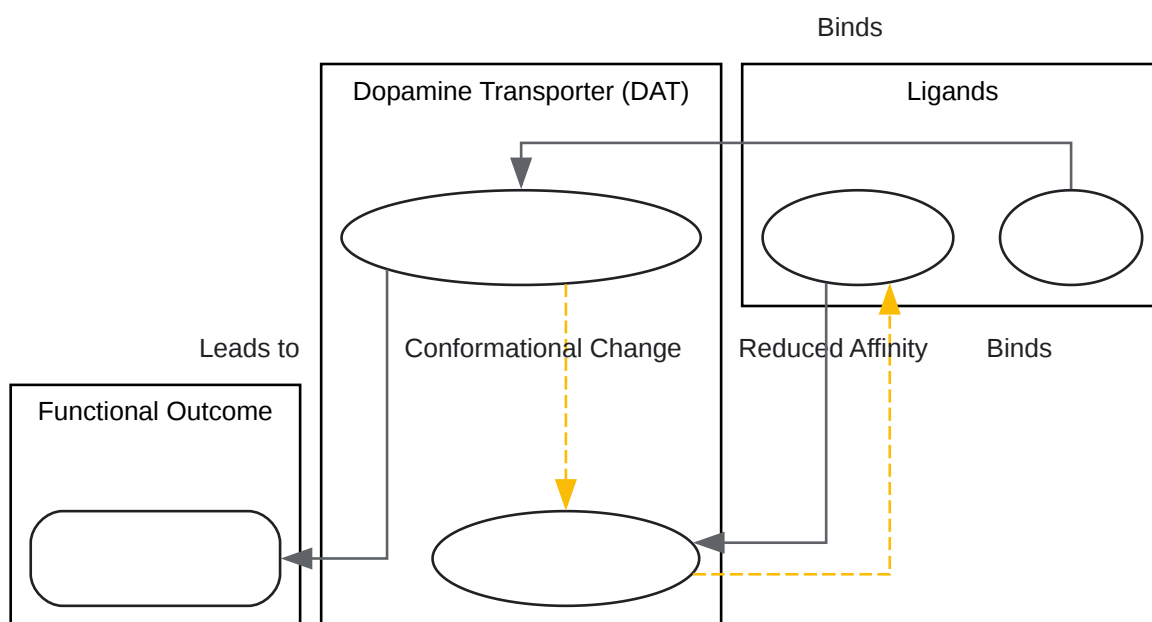 Binds
Dopamine Transporter (DAT)
Ligands
Leads to
Conformational Change
Reduced Affinity
Binds
Functional Outcome